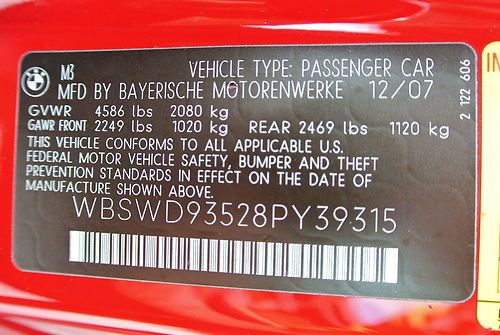 BMW
M3 VEHICLE TYPE: PASSENGER CAR
MFD BY BAYERISCHE MOTORENWERKE 12/07
GVWR 4586 lbs 2080 kg
GAWR FRONT 2249 lbs 1020 kg REAR 2469 lbs 1120 kg
THIS VEHICLE CONFORMS TO ALL APPLICABLE U.S.
FEDERAL MOTOR VEHICLE SAFETY, BUMPER AND THEFT
PREVENTION STANDARDS IN EFFECT ON THE DATE OF
MANUFACTURE SHOWN ABOVE.
WBSWD93528PY39315
2 122 606